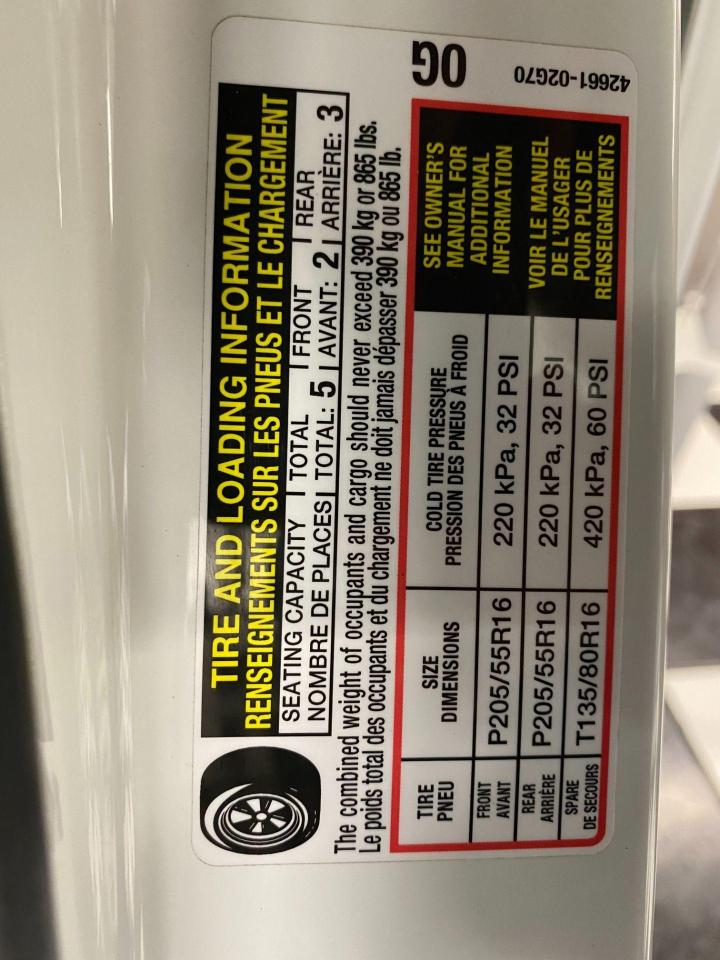 TIRE AND LOADING INFORMATION
RENSEIGNEMENTS SUR LES PNEUS ET LE CHARGEMENT
SEATING CAPACITY | TOTAL | FRONT | REAR
NOMBRE DE PLACES | TOTAL: 5 | AVANT: 2 | ARRIÈRE: 3
The combined weight of occupants and cargo should never exceed 390 kg or 865 lbs.
Le poids total des occupants et du chargement ne doit jamais dépasser 390 kg ou 865 lb.
TIRE SIZE COLD TIRE PRESSURE
PNEU DIMENSIONS PRESSION DES PNEUS À FROID
FRONT
AVANT P205/55R16 220 kPa, 32 PSI
REAR
ARRIÈRE P205/55R16 220 kPa, 32 PSI
SPARE
DE SECOURS T135/80R16 420 kPa, 60 PSI
SEE OWNER'S
MANUAL FOR
ADDITIONAL
INFORMATION
VOIR LE MANUEL
DE L'USAGER
POUR PLUS DE
RENSEIGNEMENTS
OG
42661-02G70